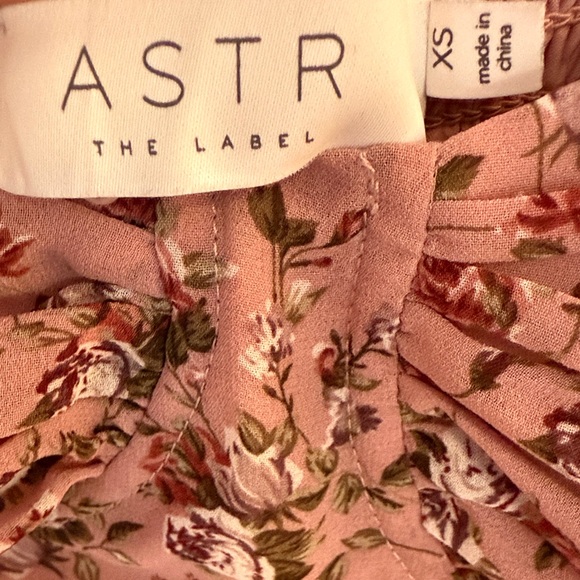 ASTR
THE LABEL
XS
made in
china